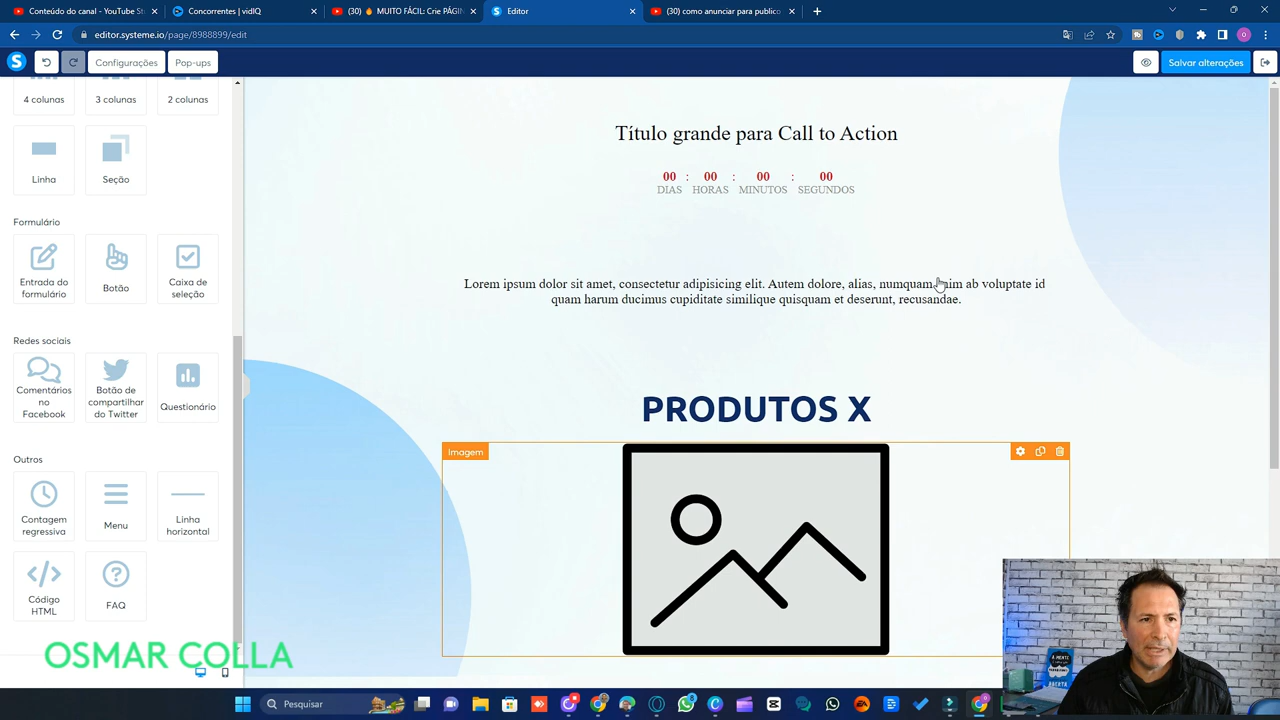 Conteúdo do canal - YouTube St
Concorrentes | vidIQ
(30) 🔥 MUITO FÁCIL: Crie PÁGIN
Editor
(30) como anunciar para publico
editor.systeme.io/page/8988899/edit
Configurações
Pop-ups
Salvar alterações
4 colunas
3 colunas
2 colunas
Linha
Seção
Formulário
Entrada do formulário
Botão
Caixa de seleção
Redes sociais
Comentários no Facebook
Botão de compartilhar do Twitter
Questionário
Outros
Contagem regressiva
Menu
Linha horizontal
Código HTML
FAQ
Título grande para Call to Action
00 : 00 : 00 : 00
DIAS HORAS MINUTOS SEGUNDOS
Lorem ipsum dolor sit amet, consectetur adipisicing elit. Autem dolore, alias, numquam enim ab voluptate id
quam harum ducimus cupiditate similique quisquam et deserunt, recusandae.
PRODUTOS X
Imagem
OSMAR COLLA
Pesquisar